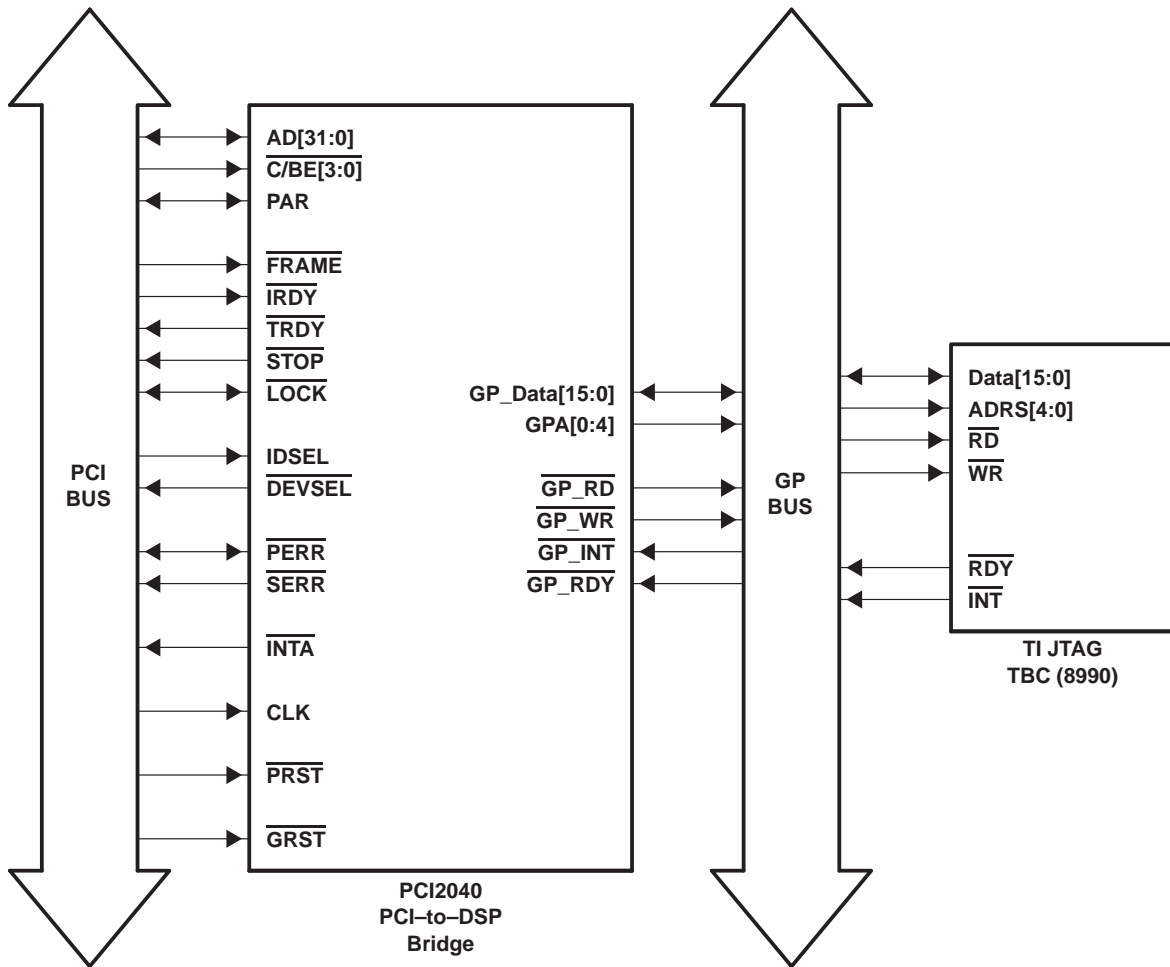 PCI
BUS
AD[31:0]
C/BE[3:0]
PAR
FRAME
IRDY
TRDY
STOP
LOCK
IDSEL
DEVSEL
PERR
SERR
INTA
CLK
PRST
GRST
GP_Data[15:0]
GPA[0:4]
GP_RD
GP_WR
GP_INT
GP_RDY
PCI2040
PCI–to–DSP
Bridge
GP
BUS
Data[15:0]
ADRS[4:0]
RD
WR
RDY
INT
TI JTAG
TBC (8990)